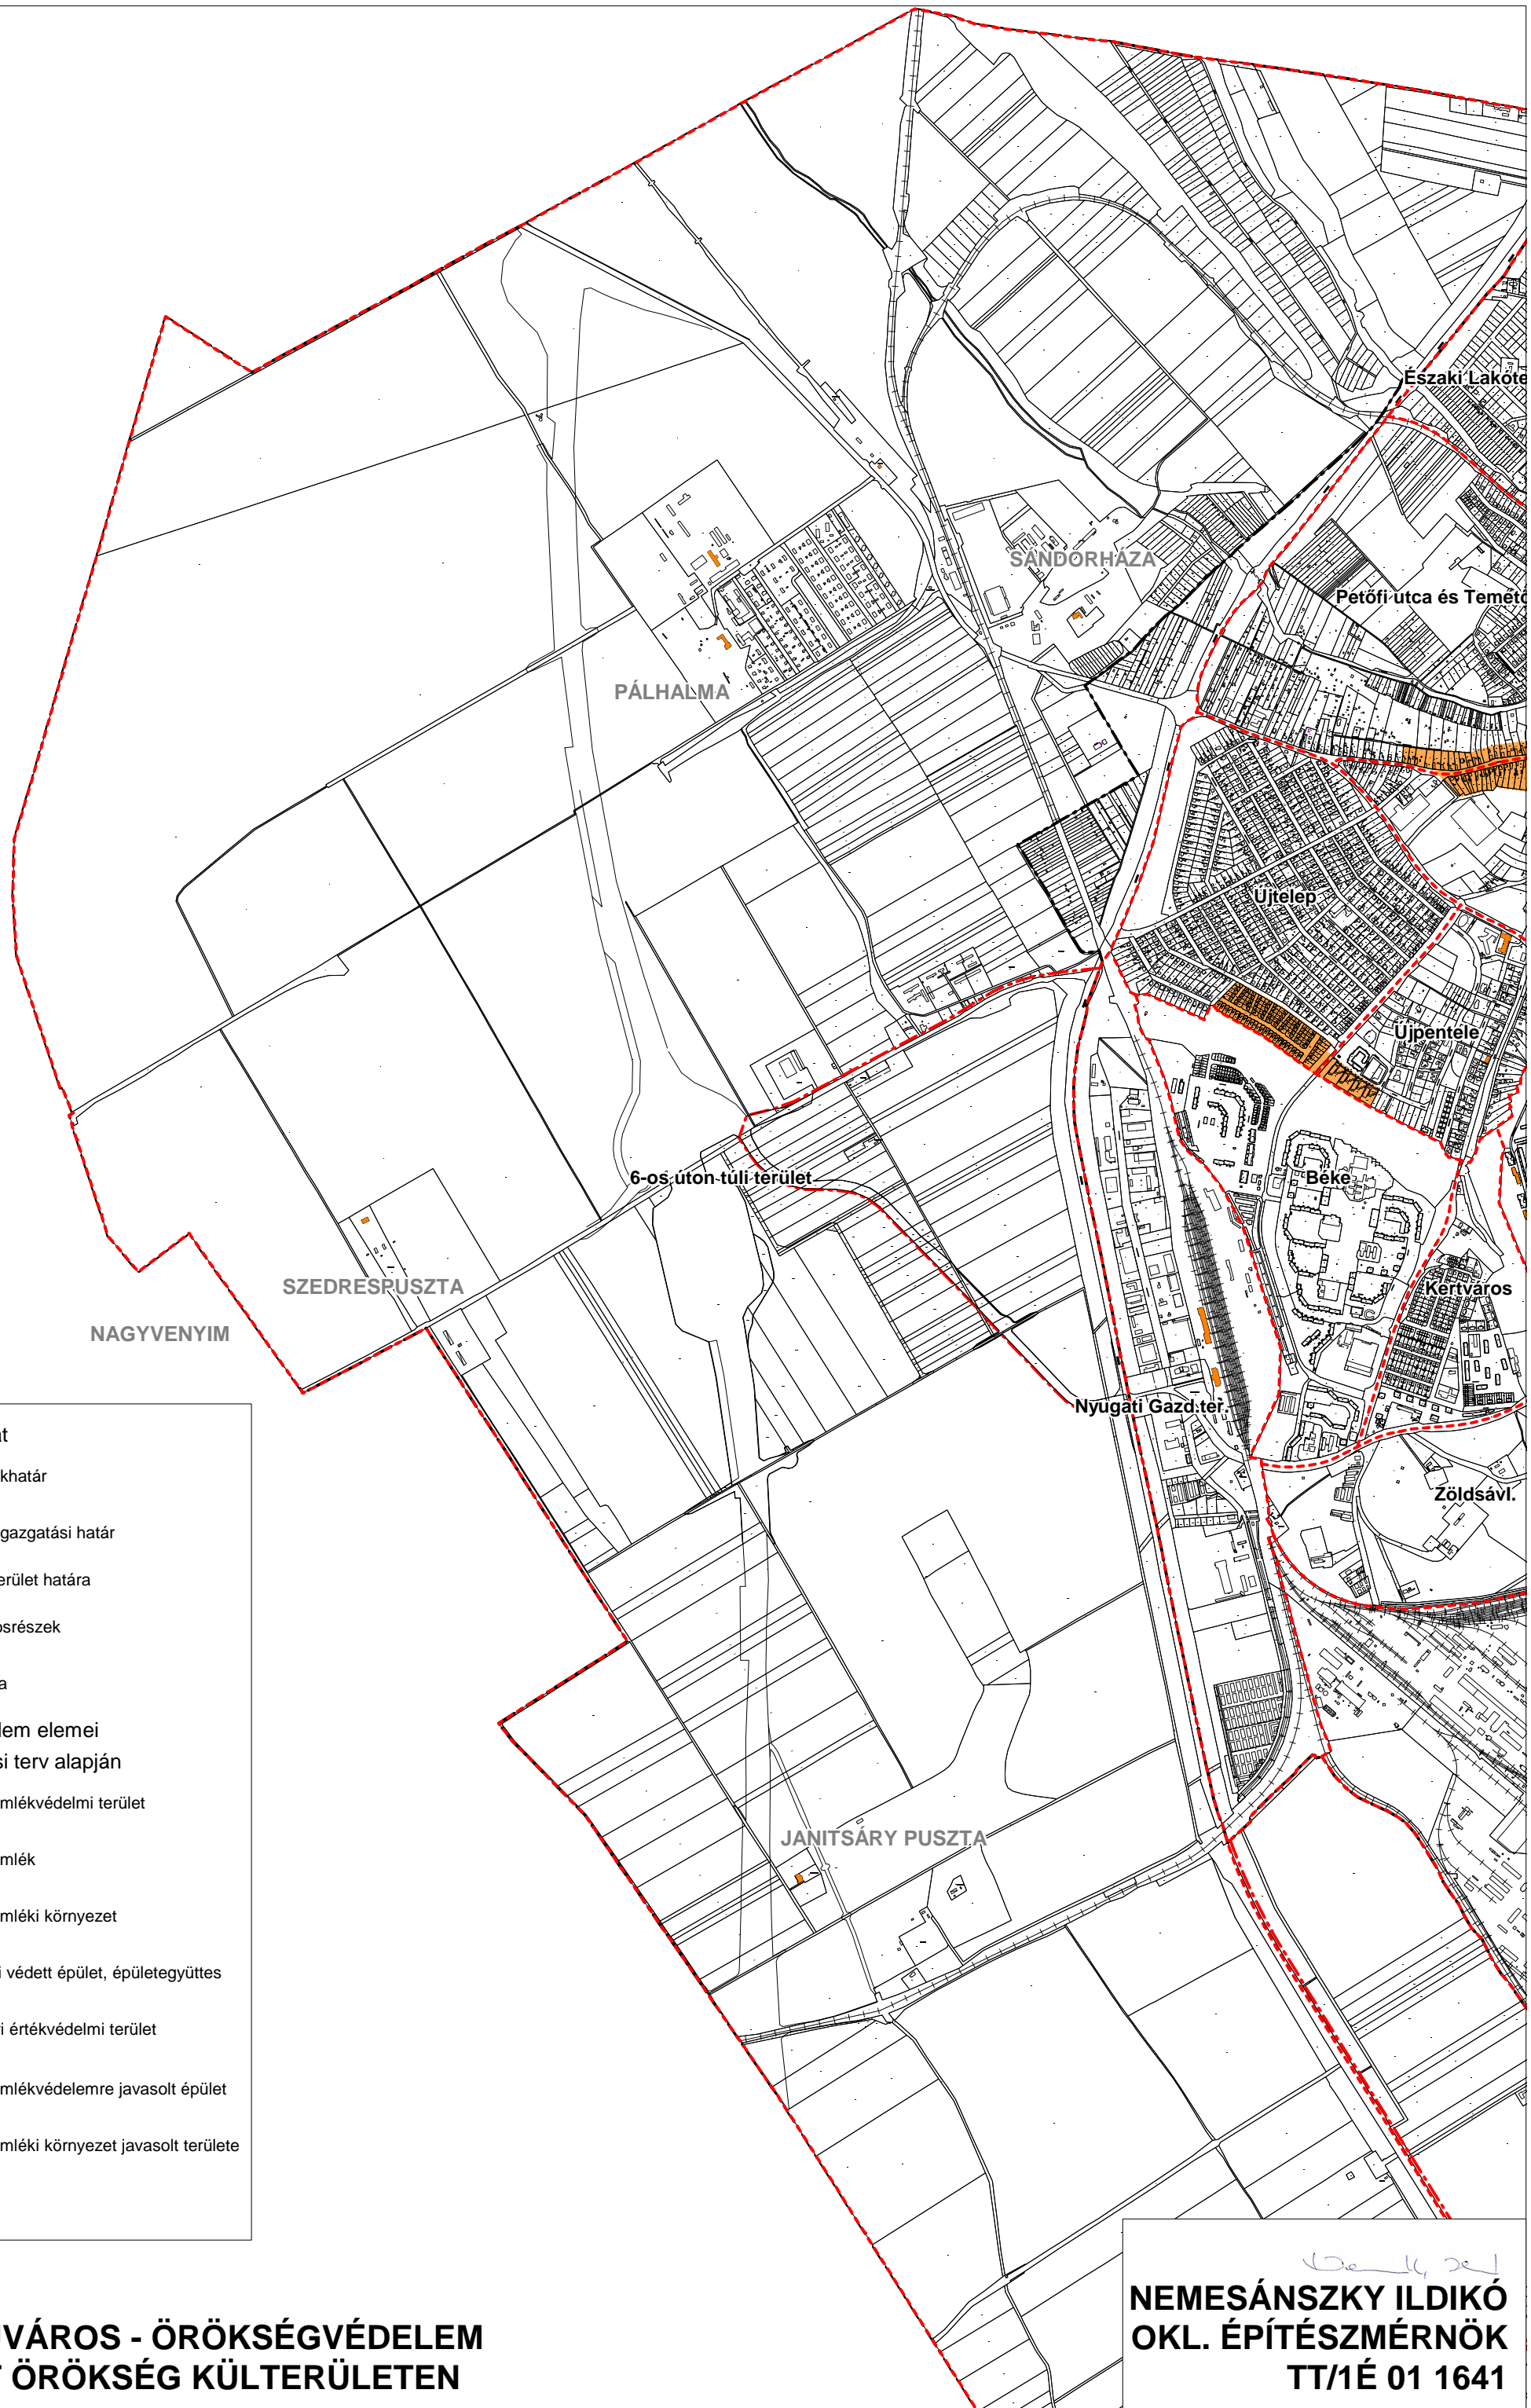 Északi Lakóte
SÁNDORHÁZA
Petőfi utca és Temető
PÁLHALMA
Újtelep
Újpentele
6-os úton túli terület
Béke
SZEDRESPUSZTA
Kertváros
NAGYVENYIM
Nyugati Gazd.ter.
Zöldsávl.
JANITSÁRY PUSZTA
át
khatár
gazgatási határ
erület határa
osrészek
a
lem elemei
si terv alapján
mlékvédelmi terület
mlék
mléki környezet
i védett épület, épületegyüttes
i értékvédelmi terület
mlékvédelemre javasolt épület
mléki környezet javasolt területe
NEMESÁNSZKY ILDIKÓ
OKL. ÉPÍTÉSZMÉRNÖK
TT/1É 01 1641
JVÁROS - ÖRÖKSÉGVÉDELEM
T ÖRÖKSÉG KÜLTERÜLETEN